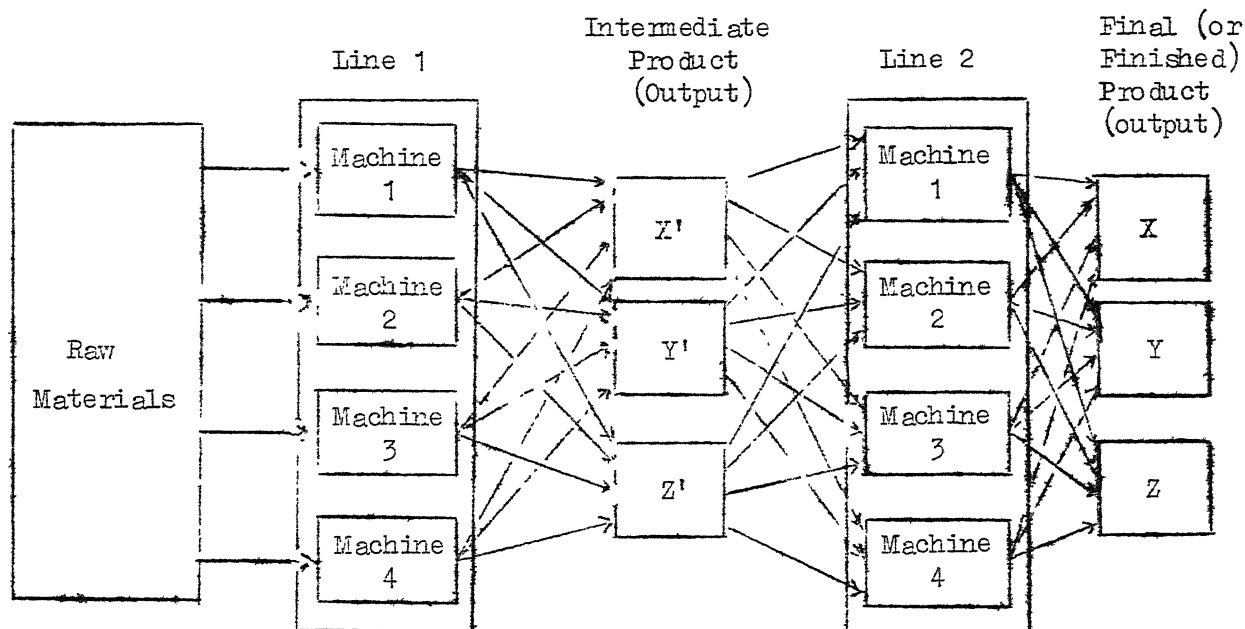 Raw
Materials
Line 1
Machine
1
Machine
2
Machine
3
Machine
4
Intermediate
Product
(Output)
X'
Y'
Z'
Line 2
Machine
1
Machine
2
Machine
3
Machine
4
Final (or
Finished)
Product
(output)
X
Y
Z